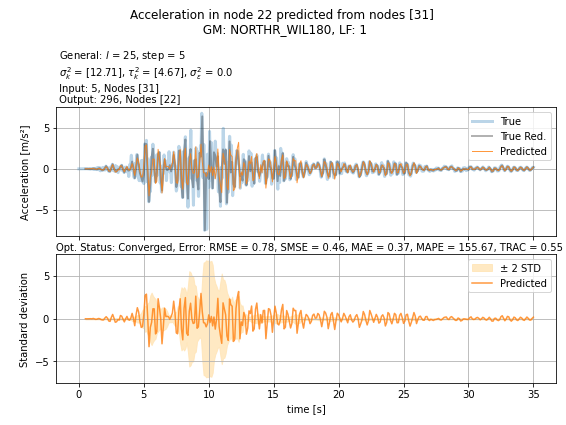 Acceleration in node 22 predicted from nodes [31]
GM: NORTHR_WIL180, LF: 1
General: l = 25, step = 5
σ²ₖ = [12.71], τ²ₖ = [4.67], σ²ε = 0.0
Input: 5, Nodes [31]
Output: 296, Nodes [22]
Acceleration [m/s²]
5
0
−5
True
True Red.
Predicted
Opt. Status: Converged, Error: RMSE = 0.78, SMSE = 0.46, MAE = 0.37, MAPE = 155.67, TRAC = 0.55
Standard deviation
5
0
−5
± 2 STD
Predicted
0 5 10 15 20 25 30 35
time [s]